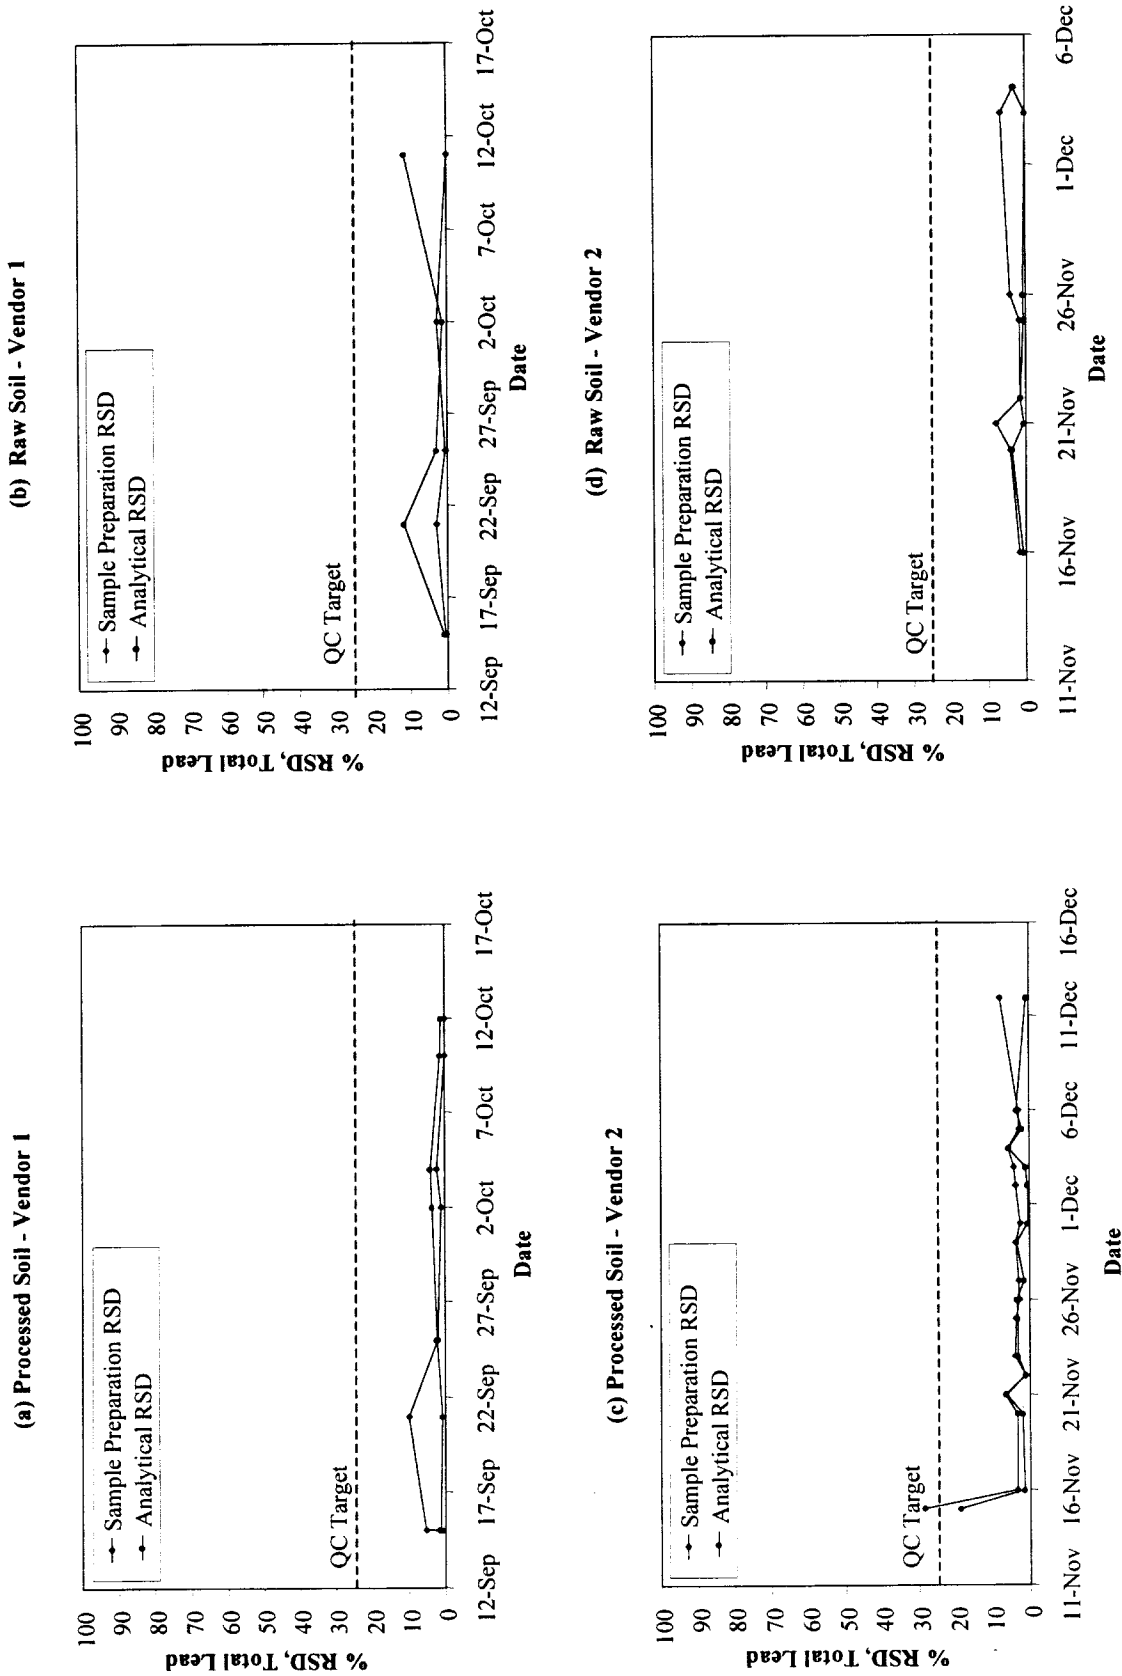 (a) Processed Soil - Vendor 1
% RSD, Total Lead
100
90
80
70
60
50
40
30
20
10
0
Sample Preparation RSD
Analytical RSD
QC Target
12-Sep 17-Sep 22-Sep 27-Sep 2-Oct 7-Oct 12-Oct 17-Oct
Date
(b) Raw Soil - Vendor 1
% RSD, Total Lead
100
90
80
70
60
50
40
30
20
10
0
Sample Preparation RSD
Analytical RSD
QC Target
12-Sep 17-Sep 22-Sep 27-Sep 2-Oct 7-Oct 12-Oct 17-Oct
Date
(c) Processed Soil - Vendor 2
% RSD, Total Lead
100
90
80
70
60
50
40
30
20
10
0
Sample Preparation RSD
Analytical RSD
QC Target
11-Nov 16-Nov 21-Nov 26-Nov 1-Dec 6-Dec 11-Dec 16-Dec
Date
(d) Raw Soil - Vendor 2
% RSD, Total Lead
100
90
80
70
60
50
40
30
20
10
0
Sample Preparation RSD
Analytical RSD
QC Target
11-Nov 16-Nov 21-Nov 26-Nov 1-Dec 6-Dec
Date